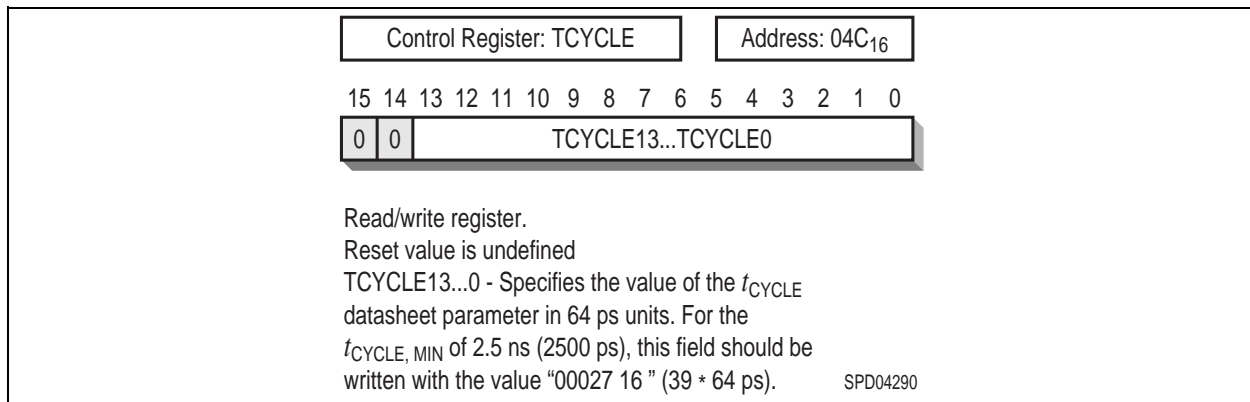 Control Register: TCYCLE Address: 04C₁₆
15 14 13 12 11 10 9 8 7 6 5 4 3 2 1 0
0 0 TCYCLE13...TCYCLE0
Read/write register.
Reset value is undefined
TCYCLE13...0 - Specifies the value of the tCYCLE
datasheet parameter in 64 ps units. For the
tCYCLE, MIN of 2.5 ns (2500 ps), this field should be
written with the value “00027 16 ” (39 * 64 ps). SPD04290